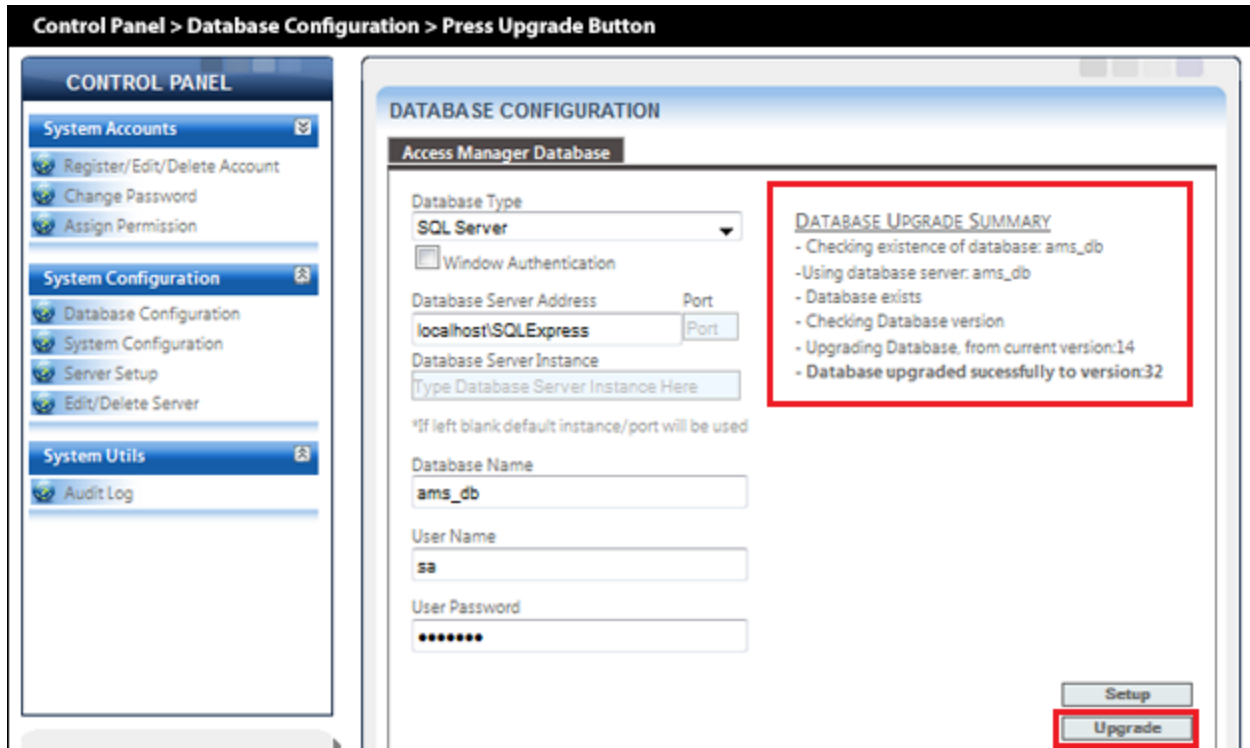 Control Panel > Database Configuration > Press Upgrade Button
CONTROL PANEL
System Accounts
Register/Edit/Delete Account
Change Password
Assign Permission
System Configuration
Database Configuration
System Configuration
Server Setup
Edit/Delete Server
System Utils
Audit Log
DATABASE CONFIGURATION
Access Manager Database
Database Type
SQL Server
Window Authentication
Database Server Address Port
localhost\SQLExpress Port
Database Server Instance
Type Database Server Instance Here
*If left blank default instance/port will be used
Database Name
ams_db
User Name
sa
User Password
•••••••
DATABASE UPGRADE SUMMARY
- Checking existence of database: ams_db
-Using database server: ams_db
- Database exists
- Checking Database version
- Upgrading Database, from current version:14
- Database upgraded sucessfully to version:32
Setup
Upgrade